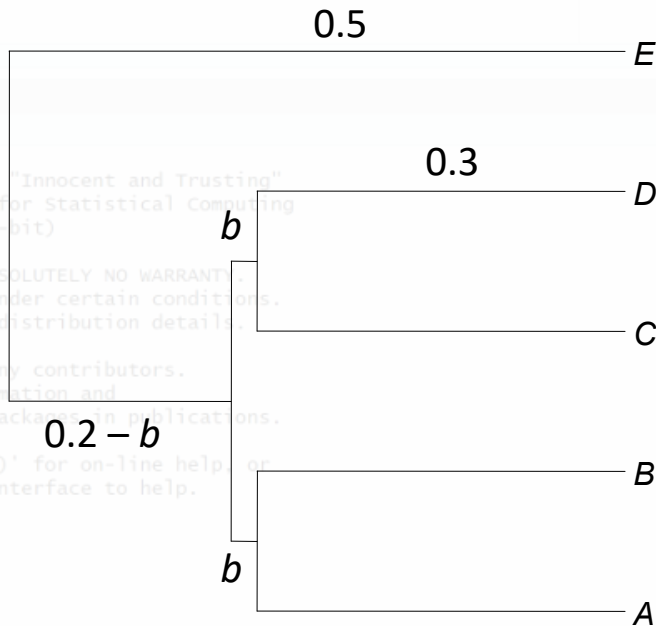 0.5
E
"Innocent and Trusting"
0.3
for Statistical Computing
D
-bit)
b
SOLUTELY NO WARRANTY.
nder certain conditions.
distribution details.
C
ny contributors.
mation and
ackages in publications.
0.2 – b
)' for on-line help, or
B
nterface to help.
b
A